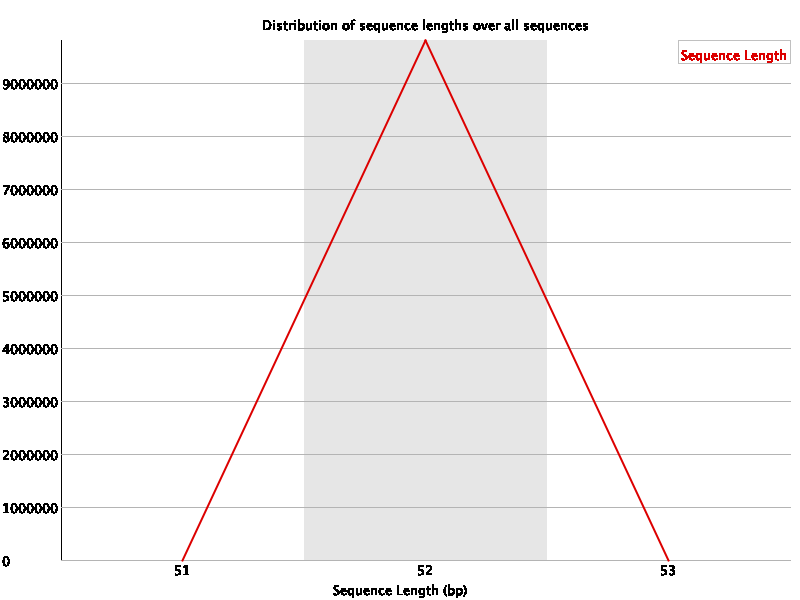 Distribution of sequence lengths over all sequences
Sequence Length
9000000
8000000
7000000
6000000
5000000
4000000
3000000
2000000
1000000
0
51 52 53
Sequence Length (bp)